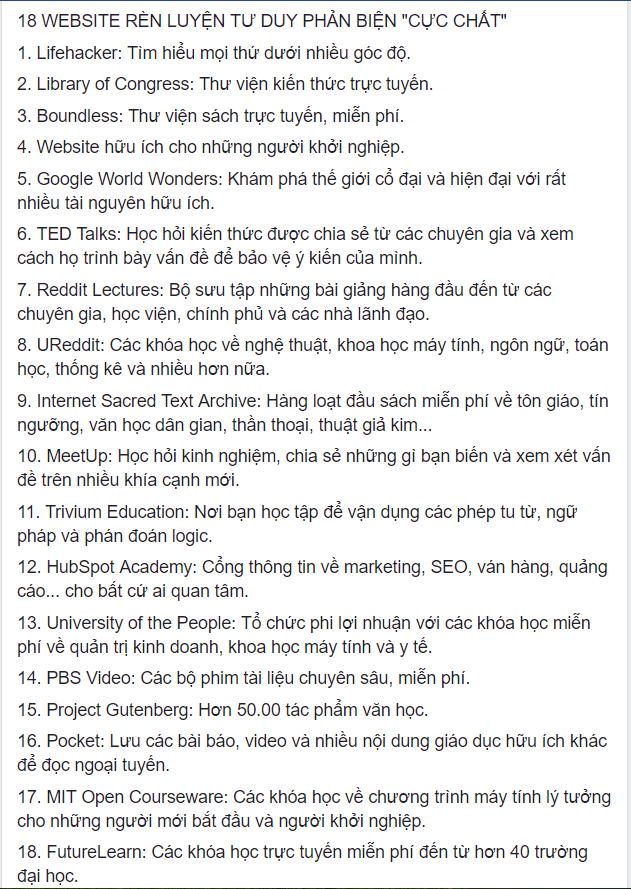 18 WEBSITE RÈN LUYỆN TƯ DUY PHẢN BIỆN "CỰC CHẤT"
1. Lifehacker: Tìm hiểu mọi thứ dưới nhiều góc độ.
2. Library of Congress: Thư viện kiến thức trực tuyến.
3. Boundless: Thư viện sách trực tuyến, miễn phí.
4. Website hữu ích cho những người khởi nghiệp.
5. Google World Wonders: Khám phá thế giới cổ đại và hiện đại với rất
nhiều tài nguyên hữu ích.
6. TED Talks: Học hỏi kiến thức được chia sẻ từ các chuyên gia và xem
cách họ trình bày vấn đề để bảo vệ ý kiến của mình.
7. Reddit Lectures: Bộ sưu tập những bài giảng hàng đầu đến từ các
chuyên gia, học viện, chính phủ và các nhà lãnh đạo.
8. UReddit: Các khóa học về nghệ thuật, khoa học máy tính, ngôn ngữ, toán
học, thống kê và nhiều hơn nữa.
9. Internet Sacred Text Archive: Hàng loạt đầu sách miễn phí về tôn giáo, tín
ngưỡng, văn học dân gian, thần thoại, thuật giả kim...
10. MeetUp: Học hỏi kinh nghiệm, chia sẻ những gì bạn biến và xem xét vấn
đề trên nhiều khía cạnh mới.
11. Trivium Education: Nơi bạn học tập để vận dụng các phép tu từ, ngữ
pháp và phán đoán logic.
12. HubSpot Academy: Cổng thông tin về marketing, SEO, ván hàng, quảng
cáo... cho bất cứ ai quan tâm.
13. University of the People: Tổ chức phi lợi nhuận với các khóa học miễn
phí về quản trị kinh doanh, khoa học máy tính và y tế.
14. PBS Video: Các bộ phim tài liệu chuyên sâu, miễn phí.
15. Project Gutenberg: Hơn 50.00 tác phẩm văn học.
16. Pocket: Lưu các bài báo, video và nhiều nội dung giáo dục hữu ích khác
để đọc ngoại tuyến.
17. MIT Open Courseware: Các khóa học về chương trình máy tính lý tưởng
cho những người mới bắt đầu và người khởi nghiệp.
18. FutureLearn: Các khóa học trực tuyến miễn phí đến từ hơn 40 trường
đại học.